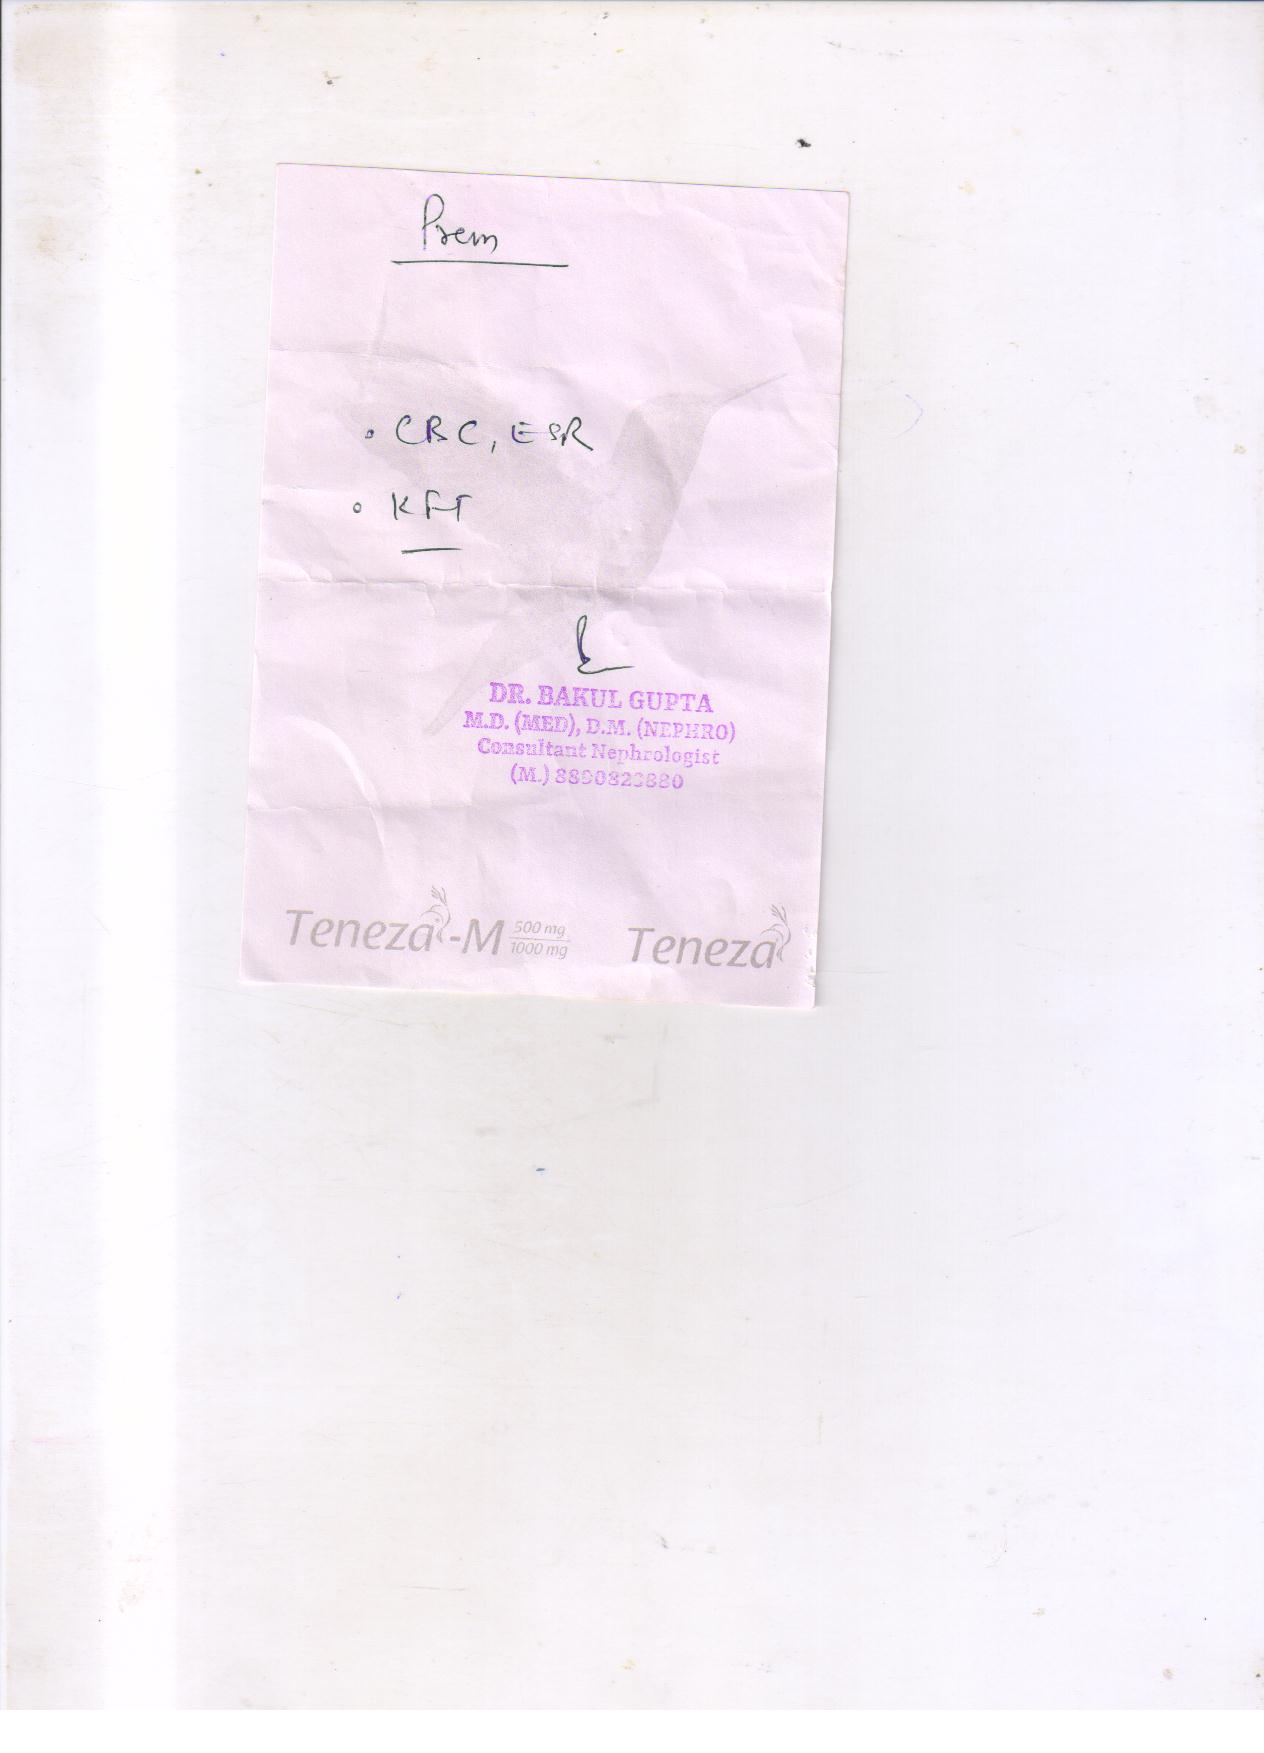 Prem
• CBC, ESR
• KFT
DR. BAKUL GUPTA
M.D. (MED), D.M. (NEPHRO)
Consultant Nephrologist
(M.)
Teneza-M 500 mg
1000 mg
Teneza